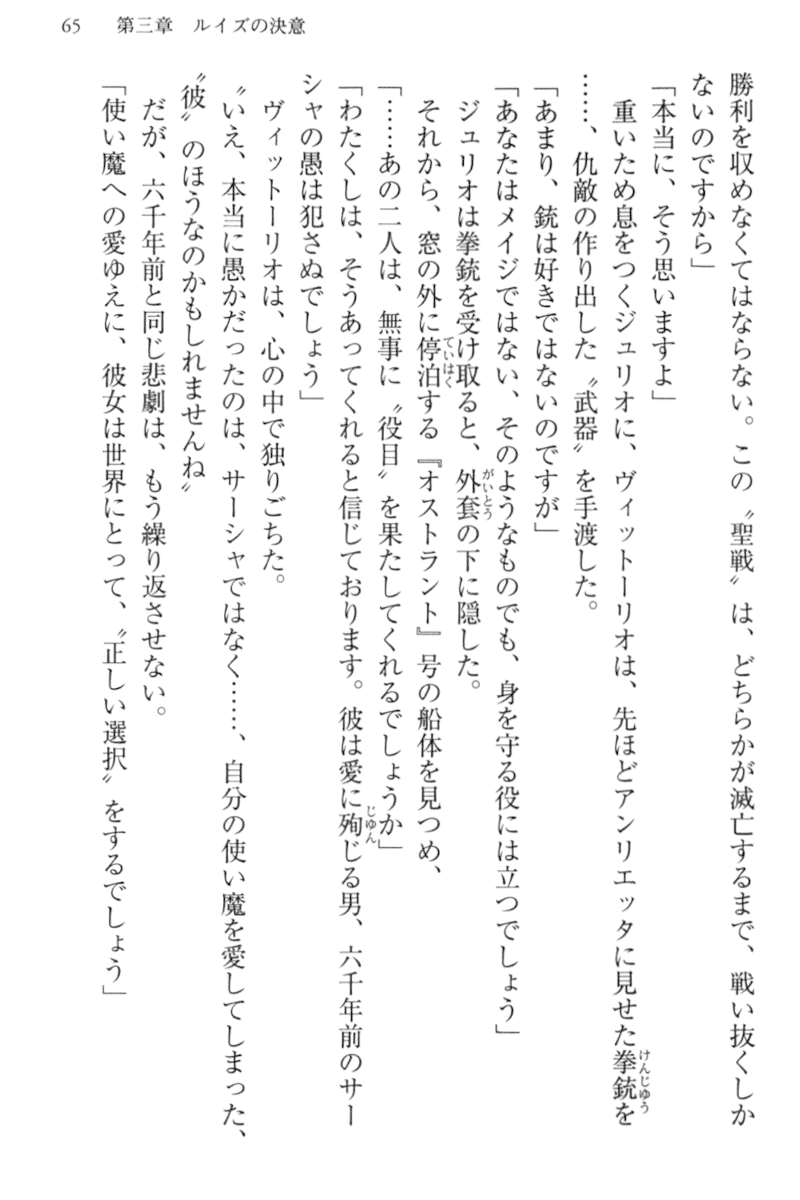 65　第三章　ルイズの決意
勝利を収めなくてはならない。この〝聖戦〟は、どちらかが滅亡するまで、戦い抜くしか
ないのですから」
「本当に、そう思いますよ」
　重いため息をつくジュリオに、ヴィットーリオは、先ほどアンリエッタに見せた拳銃《けんじゅう》を
……、仇敵の作り出した〝武器〟を手渡した。
「あまり、銃は好きではないのですが」
「あなたはメイジではない、そのようなものでも、身を守る役には立つでしょう」
　ジュリオは拳銃を受け取ると、外套《がいとう》の下に隠した。
　それから、窓の外に停泊《ていはく》する『オストラント』号の船体を見つめ、
「……あの二人は、無事に〝役目〟を果たしてくれるでしょうか」
「わたくしは、そうあってくれると信じております。彼は愛に殉《じゅん》じる男、六千年前のサー
シャの愚は犯さぬでしょう」
　ヴィットーリオは、心の中で独りごちた。
〝いえ、本当に愚かだったのは、サーシャではなく……、自分の使い魔を愛してしまった、
〝彼〟のほうなのかもしれませんね〟
　だが、六千年前と同じ悲劇は、もう繰り返させない。
「使い魔への愛ゆえに、彼女は世界にとって、〝正しい選択〟をするでしょう」